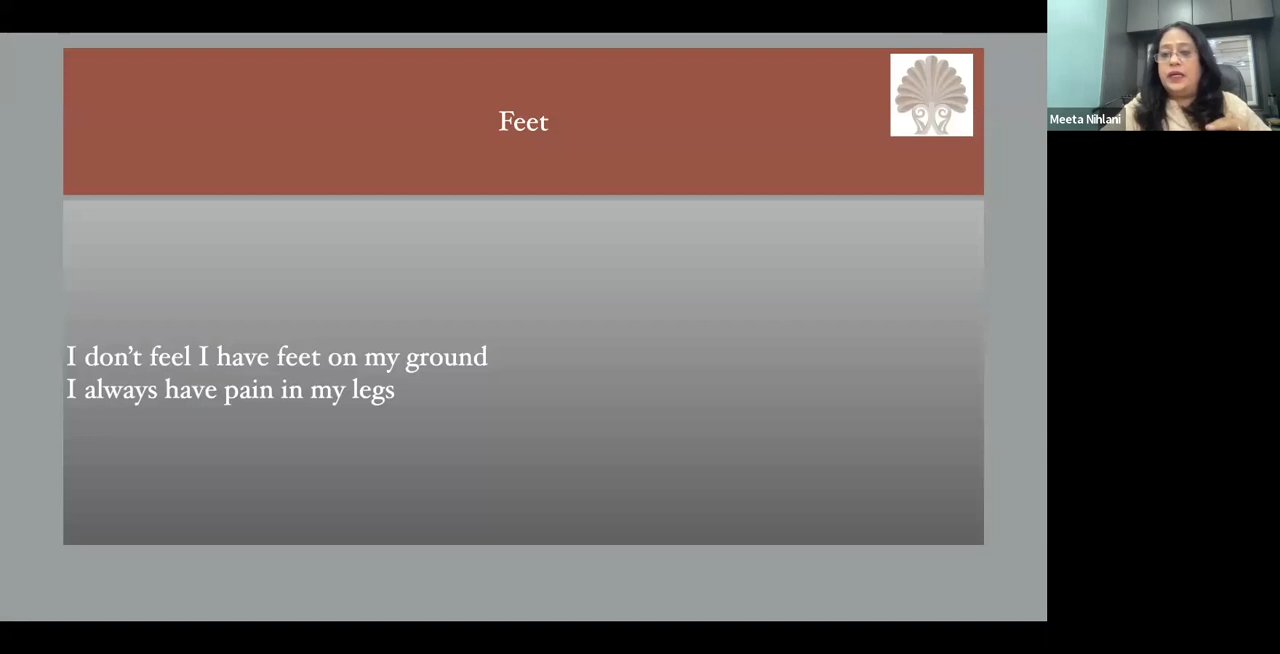 Feet
Meeta Nihlani
I don't feel I have feet on my ground
I always have pain in my legs